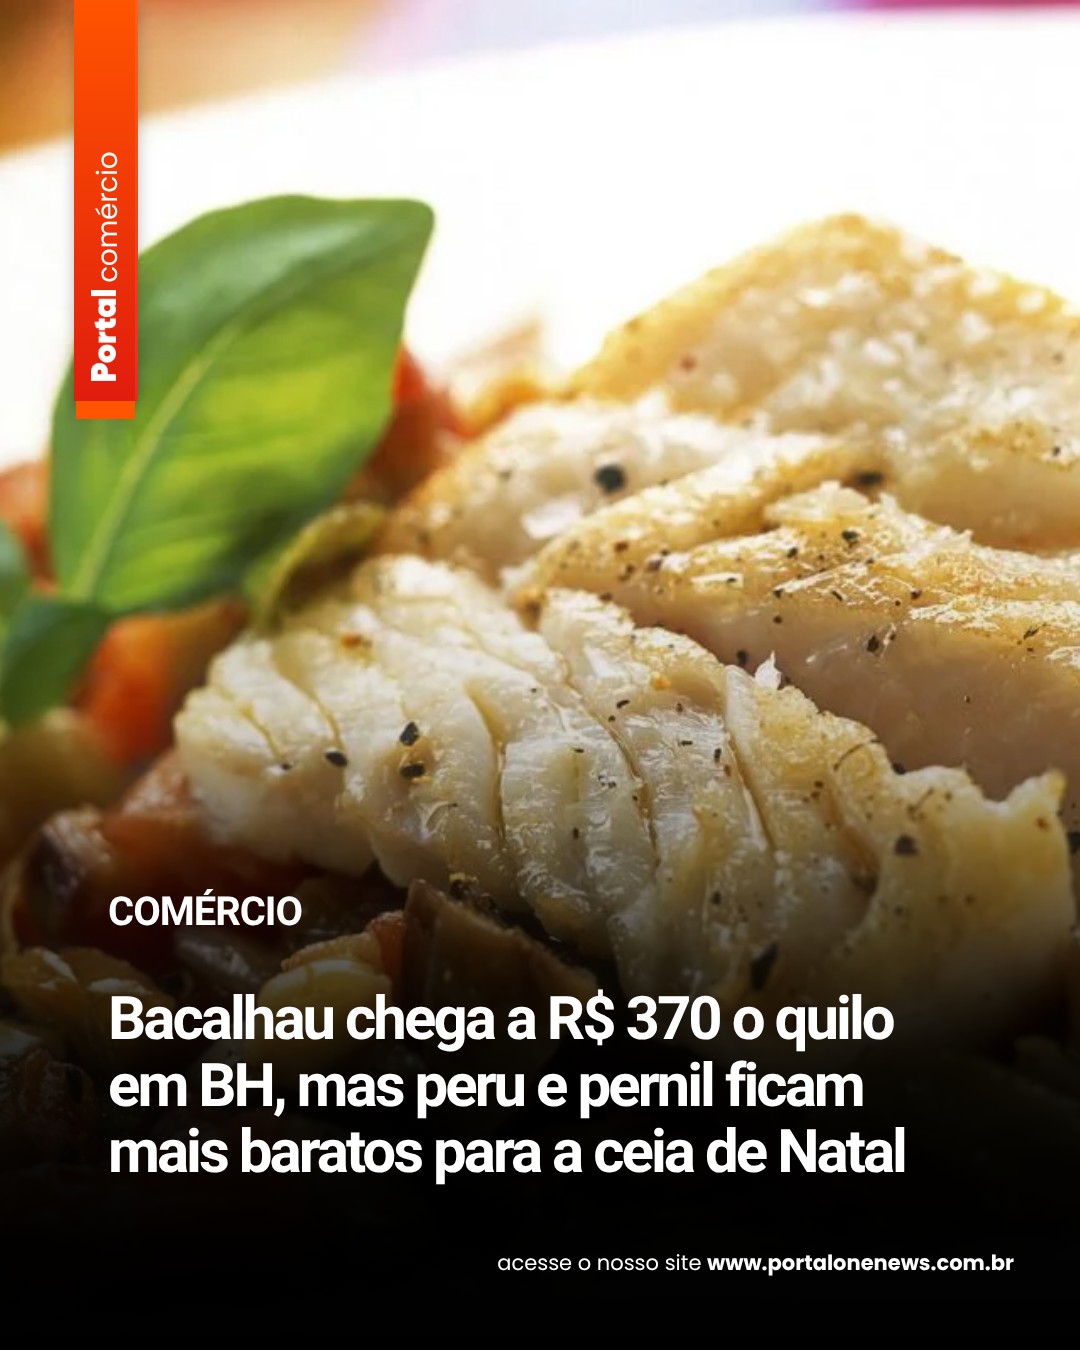 Portal comércio
COMÉRCIO
Bacalhau chega a R$ 370 o quilo
em BH, mas peru e pernil ficam
mais baratos para a ceia de Natal
acesse o nosso site www.portalonenews.com.br